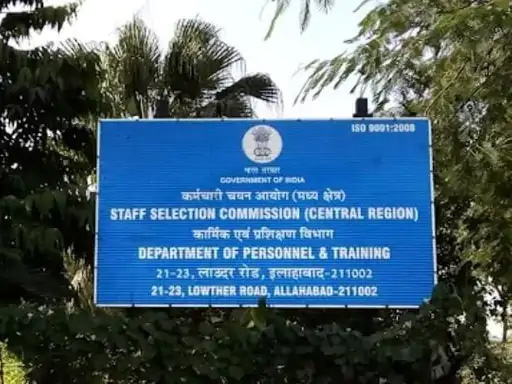 ISO 9001:2008
भारत सरकार
GOVERNMENT OF INDIA
कर्मचारी चयन आयोग (मध्य क्षेत्र)
STAFF SELECTION COMMISSION (CENTRAL REGION)
कार्मिक एवं प्रशिक्षण विभाग
DEPARTMENT OF PERSONNEL & TRAINING
21-23, लाउदर रोड, इलाहाबाद-211002
21-23, LOWTHER ROAD, ALLAHABAD-211002